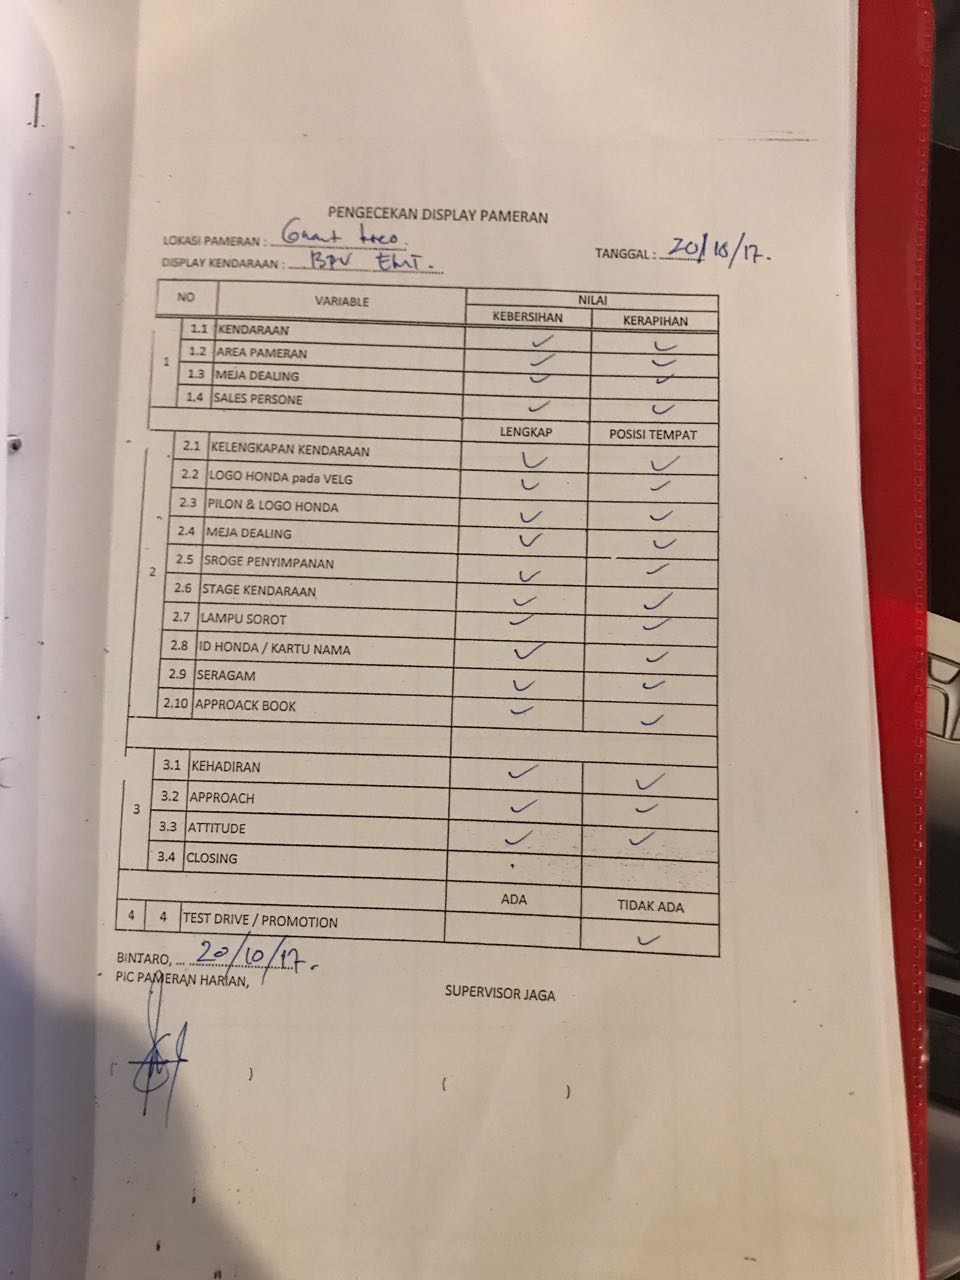 PENGECEKAN DISPLAY PAMERAN
LOKASI PAMERAN :
TANGGAL : 20/10/17.
DISPLAY KENDARAAN : BRV
NO VARIABLE NILAI
KEBERSIHAN KERAPIHAN
1
1.1 KENDARAAN ✓ ✓
1.2 AREA PAMERAN ✓ ✓
1.3 MEJA DEALING ✓ ✓
1.4 SALES PERSONE ✓ ✓
LENGKAP POSISI TEMPAT
2
2.1 KELENGKAPAN KENDARAAN ✓ ✓
2.2 LOGO HONDA pada VELG ✓ ✓
2.3 PILON & LOGO HONDA ✓ ✓
2.4 MEJA DEALING ✓ ✓
2.5 SROGE PENYIMPANAN ✓ ✓
2.6 STAGE KENDARAAN ✓ ✓
2.7 LAMPU SOROT ✓ ✓
2.8 ID HONDA / KARTU NAMA ✓ ✓
2.9 SERAGAM ✓ ✓
2.10 APPROACK BOOK ✓ ✓
3
3.1 KEHADIRAN ✓ ✓
3.2 APPROACH ✓ ✓
3.3 ATTITUDE ✓ ✓
3.4 CLOSING
ADA TIDAK ADA
4 4 TEST DRIVE / PROMOTION ✓
BINTARO, ... 20/10/17.
PIC PAMERAN HARIAN,
SUPERVISOR JAGA
( ) ( )